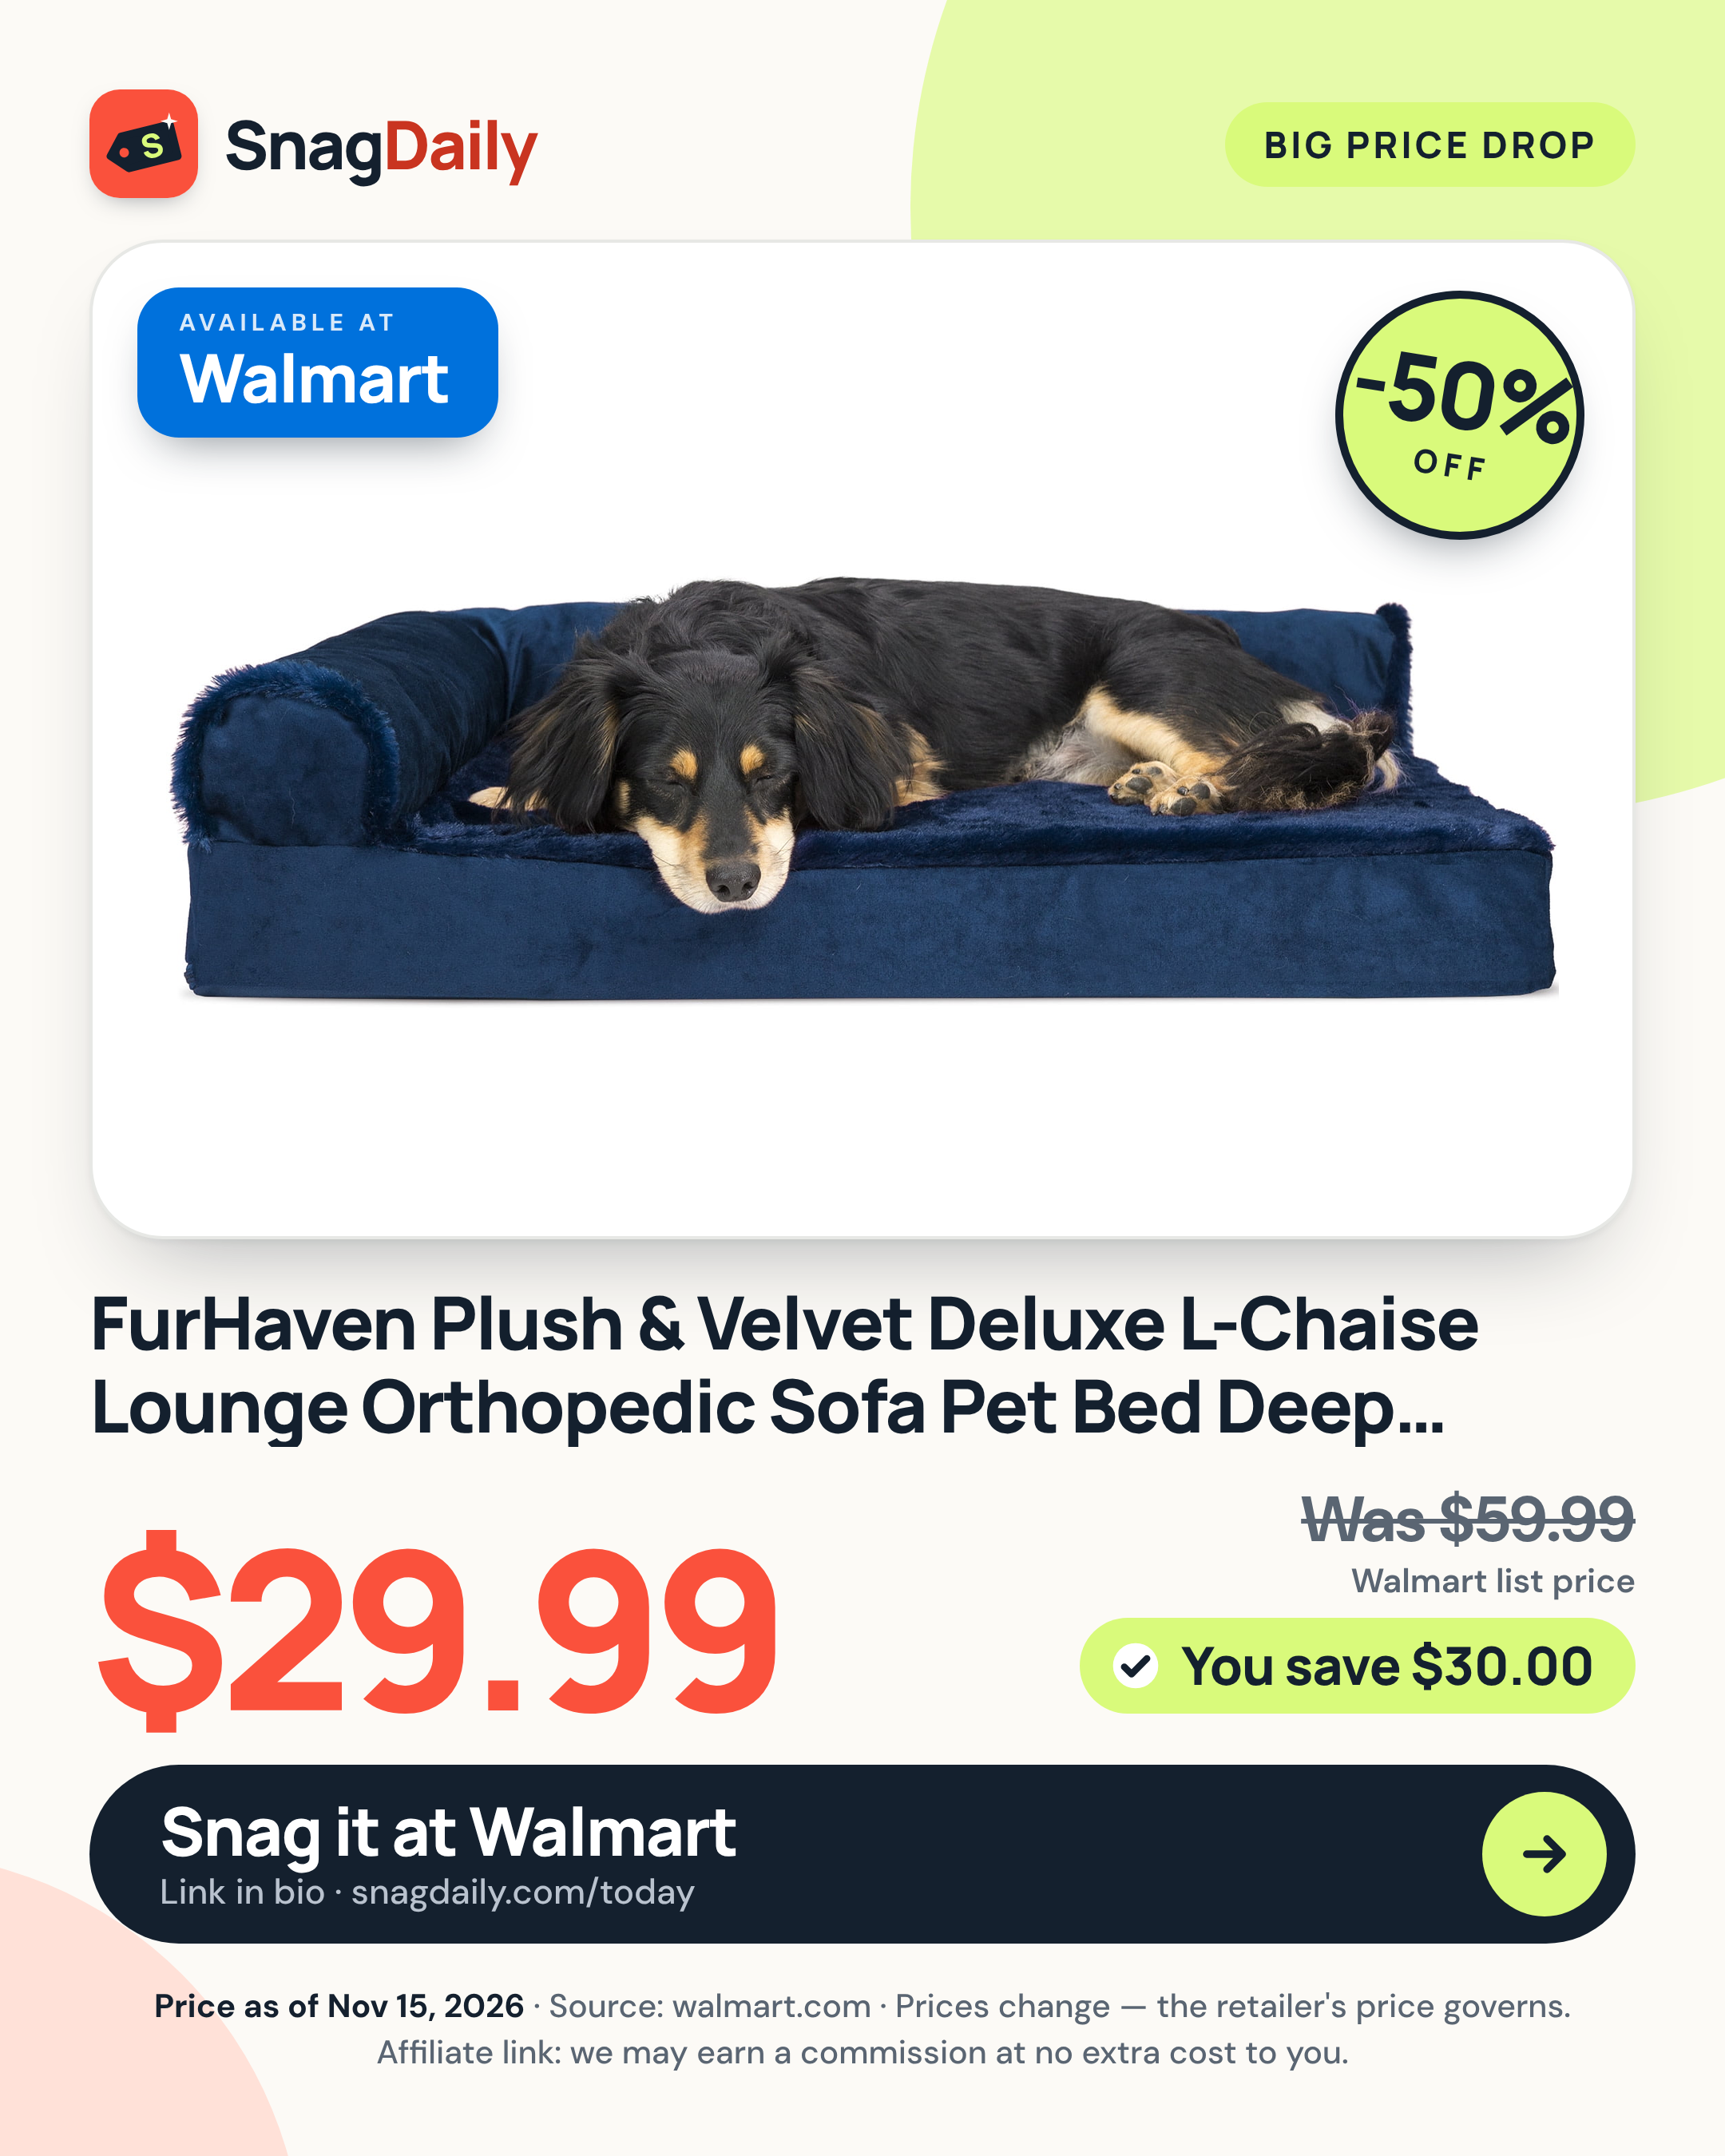 S
SnagDaily
BIG PRICE DROP
AVAILABLE AT
Walmart
-50%
OFF
FurHaven Plush & Velvet Deluxe L-Chaise
Lounge Orthopedic Sofa Pet Bed Deep...
Was $59.99
Walmart list price
$29.99
You save $30.00
Snag it at Walmart
Link in bio · snagdaily.com/today
Price as of Nov 15, 2026 · Source: walmart.com · Prices change — the retailer's price governs.
Affiliate link: we may earn a commission at no extra cost to you.